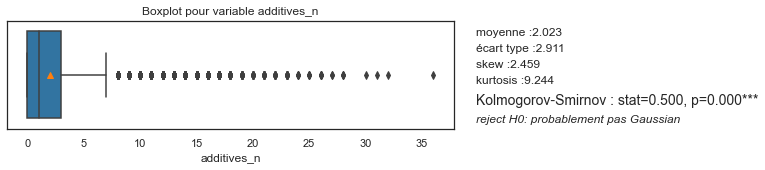 Boxplot pour variable additives_n
0 5 10 15 20 25 30 35
additives_n
moyenne :2.023
écart type :2.911
skew :2.459
kurtosis :9.244
Kolmogorov-Smirnov : stat=0.500, p=0.000***
reject H0: probablement pas Gaussian